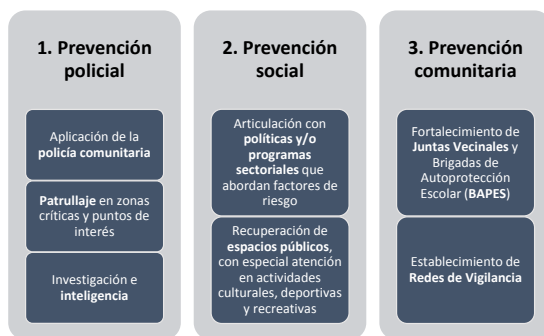 1. Prevención
policial
Aplicación de la
policía comunitaria
Patrullaje en zonas
críticas y puntos de
interés
Investigación e
inteligencia
2. Prevención
social
Articulación con
políticas y/o
programas
sectoriales que
abordan factores de
riesgo
Recuperación de
espacios públicos,
con especial atención
en actividades
culturales, deportivas
y recreativas
3. Prevención
comunitaria
Fortalecimiento de
Juntas Vecinales y
Brigadas de
Autoprotección
Escolar (BAPES)
Establecimiento de
Redes de Vigilancia